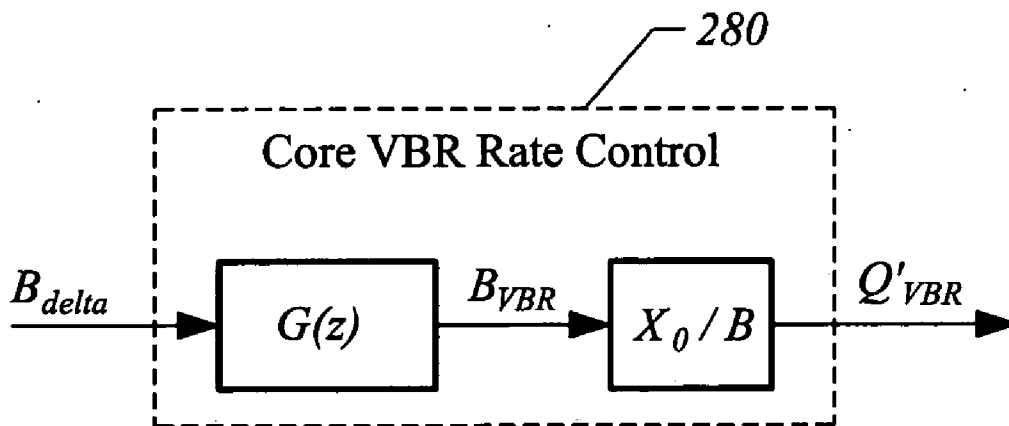 280
Core VBR Rate Control
B_delta
G(z)
B_VBR
X_0 / B
Q'_VBR